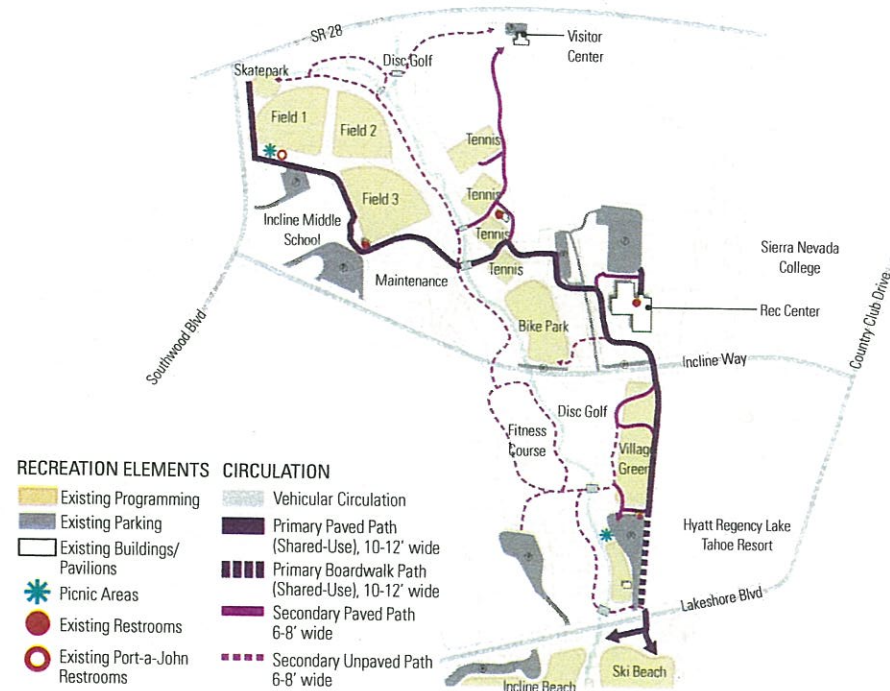 SR 28
Visitor
Center
Disc Golf
Skatepark
Field 1
Field 2
Tennis
Field 3
Tennis
Incline Middle
School
Tennis
Tennis
Sierra Nevada
College
Maintenance
Rec Center
Bike Park
Southwood Blvd
Country Club Drive
Incline Way
Disc Golf
Fitness
Course
Village
Green
Hyatt Regency Lake
Tahoe Resort
Lakeshore Blvd
Ski Beach
Incline Beach
RECREATION ELEMENTS
Existing Programming
Existing Parking
Existing Buildings/
Pavilions
Picnic Areas
Existing Restrooms
Existing Port-a-John
Restrooms
CIRCULATION
Vehicular Circulation
Primary Paved Path
(Shared-Use), 10-12' wide
Primary Boardwalk Path
(Shared-Use), 10-12' wide
Secondary Paved Path
6-8' wide
Secondary Unpaved Path
6-8' wide